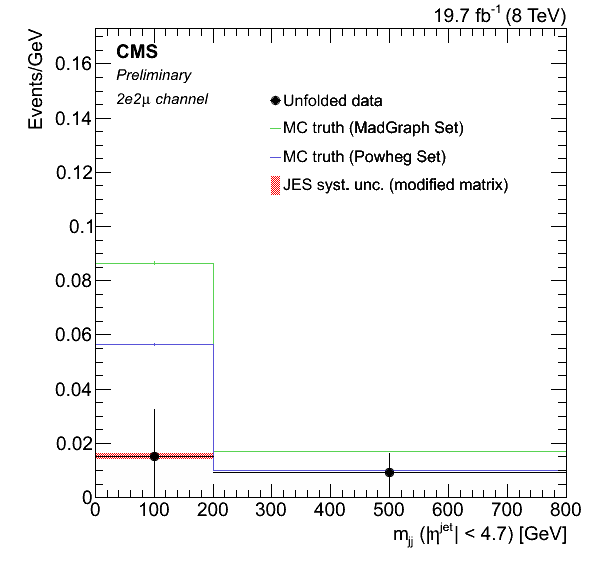 19.7 fb⁻¹ (8 TeV)
Events/GeV
CMS
Preliminary
2e2μ channel
Unfolded data
MC truth (MadGraph Set)
MC truth (Powheg Set)
JES syst. unc. (modified matrix)
0.16
0.14
0.12
0.1
0.08
0.06
0.04
0.02
0
0 100 200 300 400 500 600 700 800
m_jj (|η^jet| < 4.7) [GeV]